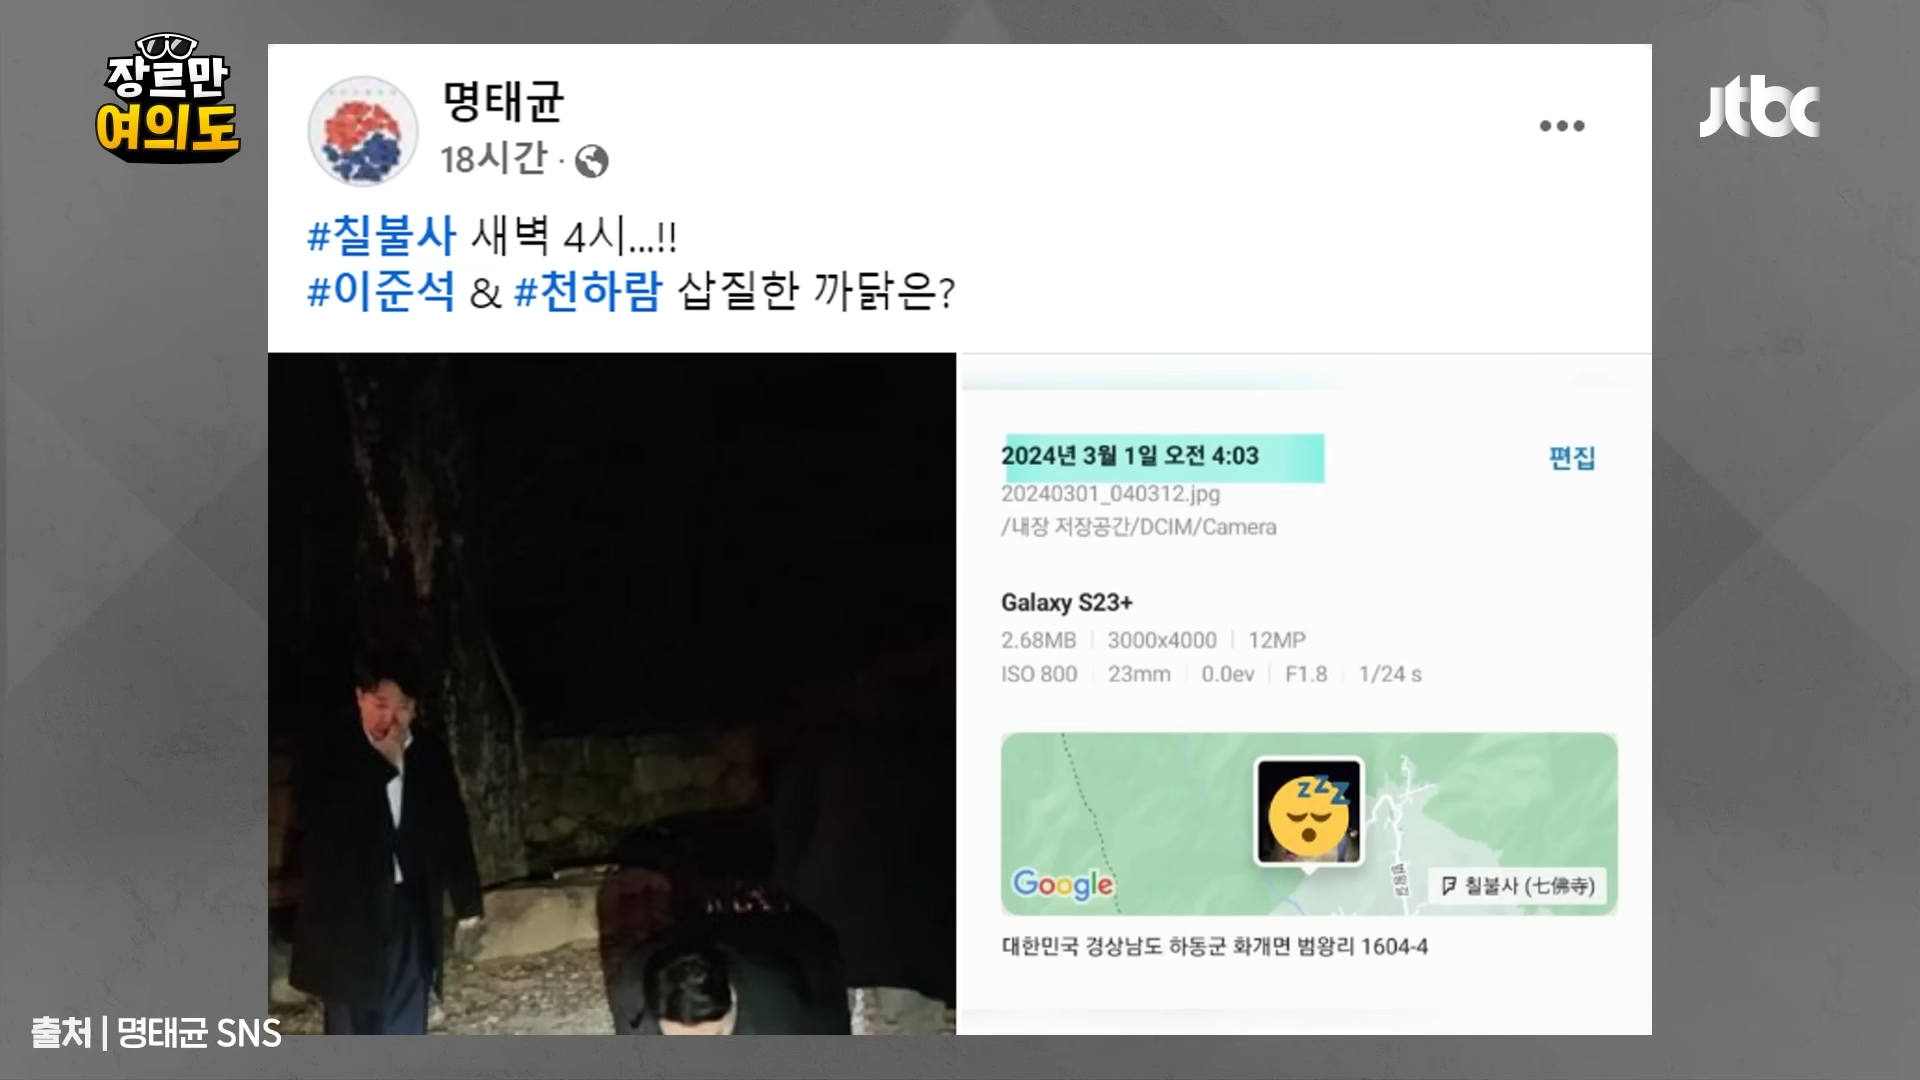 장르만
여의도
jtbc
명태균
18시간 ·
#칠불사 새벽 4시...!!
#이준석 & #천하람 삽질한 까닭은?
2024년 3월 1일 오전 4:03
편집
20240301_040312.jpg
/내장 저장공간/DCIM/Camera
Galaxy S23+
2.68MB | 3000x4000 | 12MP
ISO 800 | 23mm | 0.0ev | F1.8 | 1/24 s
zzz
범왕길
Google
칠불사 (七佛寺)
대한민국 경상남도 하동군 화개면 범왕리 1604-4
출처 | 명태균 SNS